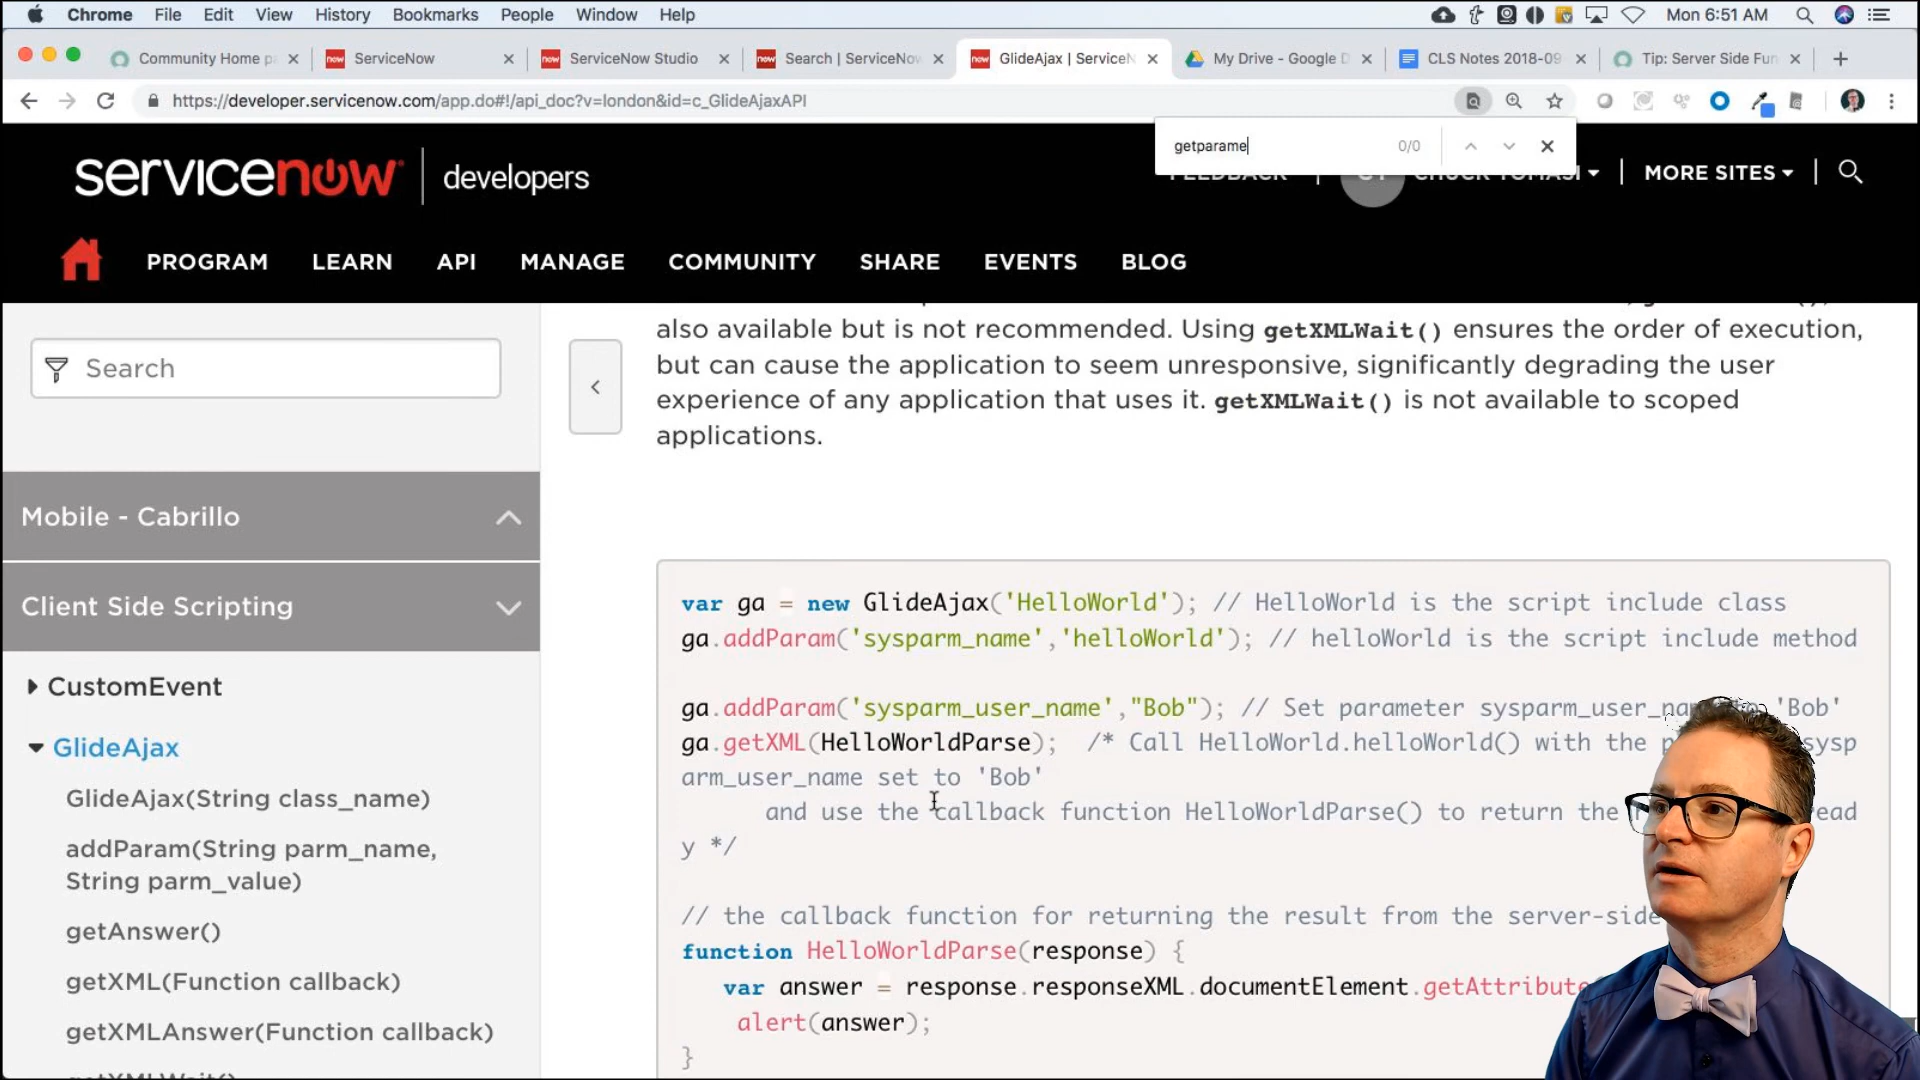 Chrome File Edit View History Bookmarks People Window Help Mon 6:51 AM
Community Home p ServiceNow ServiceNow Studio Search | ServiceNow GlideAjax | ServiceN My Drive - Google D CLS Notes 2018-09 Tip: Server Side Fun
https://developer.servicenow.com/app.do#!/api_doc?v=london&id=c_GlideAjaxAPI
getparame 0/0
servicenow developers
FEEDBACK CHUCK TOMASI MORE SITES
PROGRAM LEARN API MANAGE COMMUNITY SHARE EVENTS BLOG
Search
Mobile - Cabrillo
Client Side Scripting
CustomEvent
GlideAjax
GlideAjax(String class_name)
addParam(String parm_name,
String parm_value)
getAnswer()
getXML(Function callback)
getXMLAnswer(Function callback)
getXMLWait()
also available but is not recommended. Using getXMLWait() ensures the order of execution,
but can cause the application to seem unresponsive, significantly degrading the user
experience of any application that uses it. getXMLWait() is not available to scoped
applications.
var ga = new GlideAjax('HelloWorld'); // HelloWorld is the script include class
ga.addParam('sysparm_name','helloWorld'); // helloWorld is the script include method
ga.addParam('sysparm_user_name',"Bob"); // Set parameter sysparm_user_na 'Bob'
ga.getXML(HelloWorldParse); /* Call HelloWorld.helloWorld() with the p sysp
arm_user_name set to 'Bob'
and use the callback function HelloWorldParse() to return the read
y */
// the callback function for returning the result from the server-side
function HelloWorldParse(response) {
var answer = response.responseXML.documentElement.getAttribute
alert(answer);
}